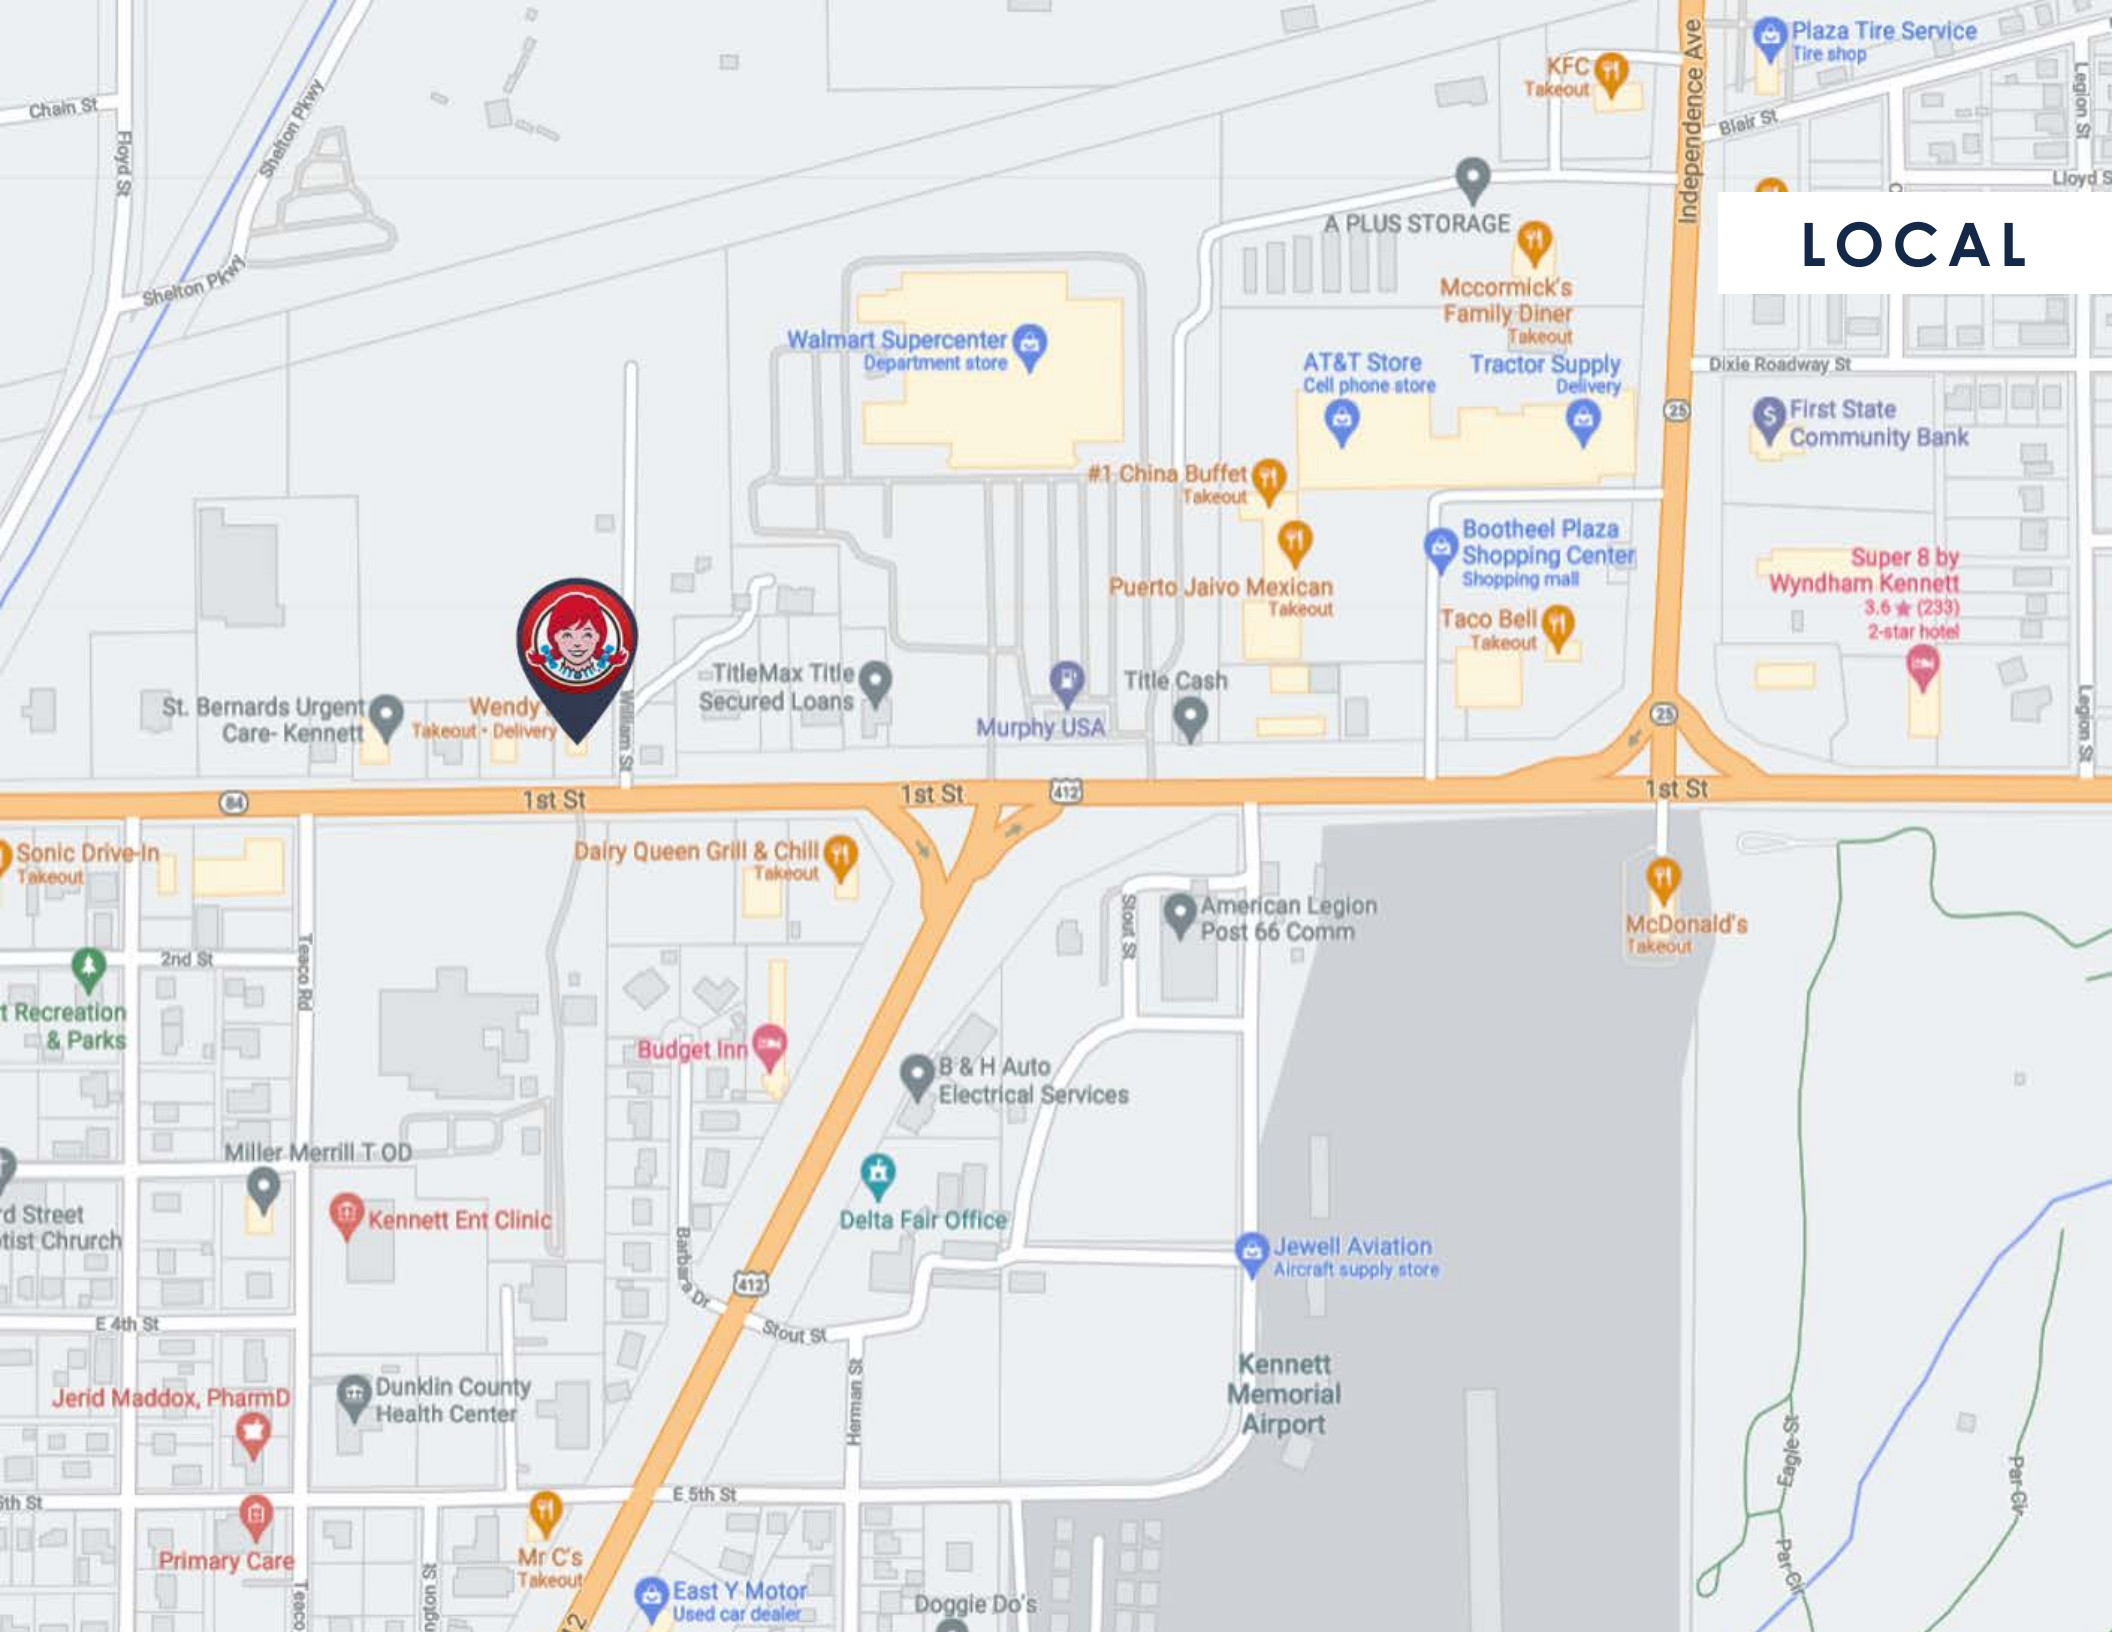 Chain St
Floyd St
Shelton Pkwy
Shelton Pkwy
KFC
Takeout
Independence Ave
Plaza Tire Service
Tire shop
Blair St
Legion St
Lloyd S
LOCAL
A PLUS STORAGE
Mccormick's
Family Diner
Takeout
Walmart Supercenter
Department store
AT&T Store
Cell phone store
Tractor Supply
Delivery
Dixie Roadway St
25
First State
Community Bank
#1 China Buffet
Takeout
Bootheel Plaza
Shopping Center
Shopping mall
Puerto Jaivo Mexican
Takeout
Taco Bell
Takeout
Super 8 by
Wyndham Kennett
3.6 ★ (233)
2-star hotel
St. Bernards Urgent
Care- Kennett
Wendy
Takeout • Delivery
William St
TitleMax Title
Secured Loans
Murphy USA
Title Cash
25
Legion St
84
1st St
1st St
412
1st St
Sonic Drive-In
Takeout
Dairy Queen Grill & Chill
Takeout
Stout St
American Legion
Post 66 Comm
McDonald's
Takeout
2nd St
Teaco Rd
t Recreation
& Parks
Budget Inn
B & H Auto
Electrical Services
Miller Merrill T OD
rd Street
tist Chrurch
Kennett Ent Clinic
Delta Fair Office
Barbara Dr
412
Jewell Aviation
Aircraft supply store
E 4th St
Stout St
Herman St
Kennett
Memorial
Airport
Jerid Maddox, PharmD
Dunklin County
Health Center
Eagle St
Par Cir
5th St
E 5th St
Primary Care
Mr C's
Takeout
Par Cir
Teaco
ngton St
12
East Y Motor
Used car dealer
Doggie Do's